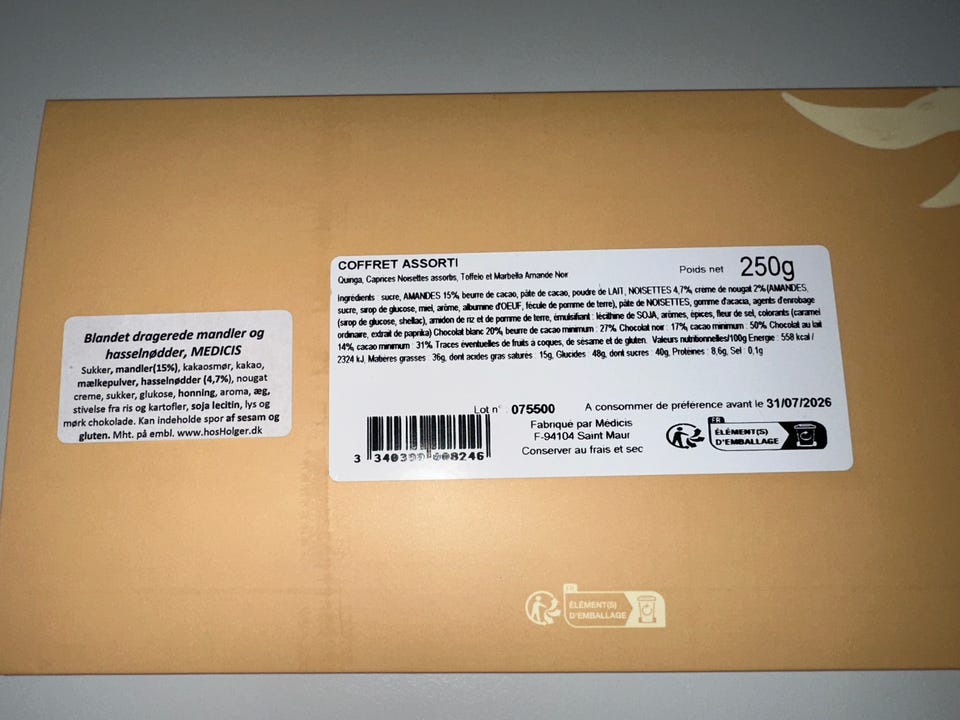 Blandet dragerede mandler og
hasselnødder, MEDICIS
Sukker, mandler(15%), kakaosmør, kakao,
mælkepulver, hasselnødder (4,7%), nougat
creme, sukker, glukose, honning, aroma, æg,
stivelse fra ris og kartofler, soja lecitin, lys og
mørk chokolade. Kan indeholde spor af sesam og
gluten. Mht. på embl. www.hosHolger.dk
COFFRET ASSORTI
Quinga, Caprices Noisettes assortis, Toffelo et Marbella Amande Noir
Poids net 250g
Ingrédients : sucre, AMANDES 15%, beurre de cacao, pâte de cacao, poudre de LAIT, NOISETTES 4,7%, crème de nougat 2% (AMANDES,
sucre, sirop de glucose, miel, arôme, albumine d'OEUF, fécule de pomme de terre), pâte de NOISETTES, gomme d'acacia, agents d'enrobage
(sirop de glucose, shellac), amidon de riz et de pomme de terre, émulsifiant : lécithine de SOJA, arômes, épices, fleur de sel, colorants (caramel
ordinaire, extrait de paprika) Chocolat blanc 20%, beurre de cacao minimum : 27% Chocolat noir : 17%, cacao minimum : 50% Chocolat au lait
14%, cacao minimum : 31% Traces éventuelles de fruits à coques, de sésame et de gluten. Valeurs nutritionnelles/100g Energie : 558 kcal /
2324 kJ, Matières grasses : 36g, dont acides gras saturés : 15g, Glucides : 48g, dont sucres : 40g, Protéines : 8,6g, Sel : 0,1g
Lot n° 075500 A consommer de préférence avant le 31/07/2026
Fabriqué par Médicis
F-94104 Saint Maur
Conserver au frais et sec
3 008246
FR
ÉLÉMENT(S)
D'EMBALLAGE
FR
ÉLÉMENT(S)
D'EMBALLAGE